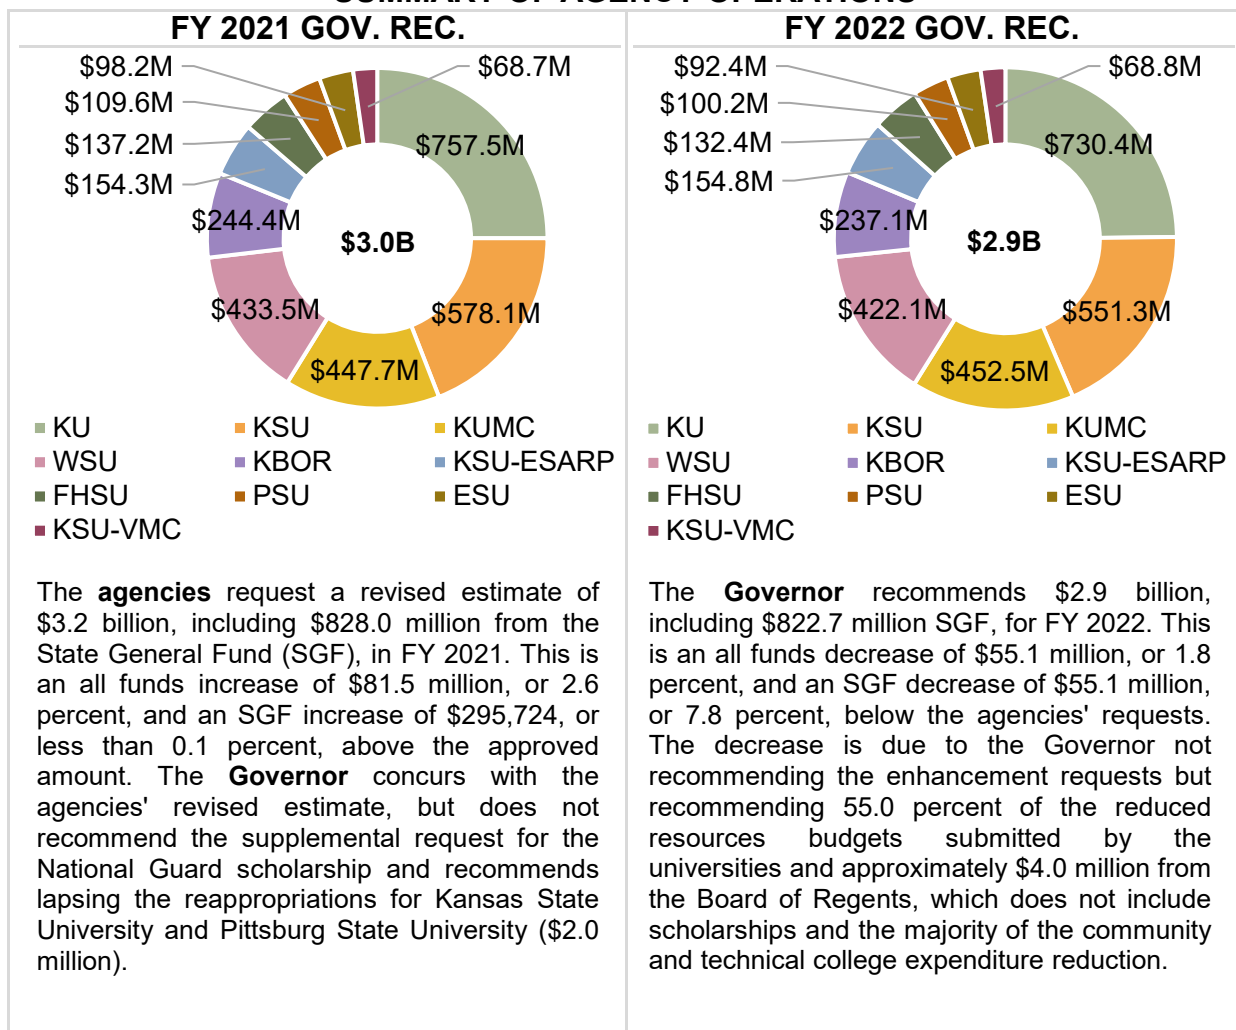 FY 2021 GOV. REC.
$98.2M
$68.7M
$109.6M
$137.2M
$757.5M
$154.3M
$244.4M
$3.0B
$433.5M
$578.1M
$447.7M
KU KSU KUMC
WSU KBOR KSU-ESARP
FHSU PSU ESU
KSU-VMC
The agencies request a revised estimate of
$3.2 billion, including $828.0 million from the
State General Fund (SGF), in FY 2021. This is
an all funds increase of $81.5 million, or 2.6
percent, and an SGF increase of $295,724, or
less than 0.1 percent, above the approved
amount. The Governor concurs with the
agencies' revised estimate, but does not
recommend the supplemental request for the
National Guard scholarship and recommends
lapsing the reappropriations for Kansas State
University and Pittsburg State University ($2.0
million).
FY 2022 GOV. REC.
$92.4M
$68.8M
$100.2M
$132.4M
$730.4M
$154.8M
$237.1M
$2.9B
$422.1M
$551.3M
$452.5M
KU KSU KUMC
WSU KBOR KSU-ESARP
FHSU PSU ESU
KSU-VMC
The Governor recommends $2.9 billion,
including $822.7 million SGF, for FY 2022. This
is an all funds decrease of $55.1 million, or 1.8
percent, and an SGF decrease of $55.1 million,
or 7.8 percent, below the agencies' requests.
The decrease is due to the Governor not
recommending the enhancement requests but
recommending 55.0 percent of the reduced
resources budgets submitted by the
universities and approximately $4.0 million from
the Board of Regents, which does not include
scholarships and the majority of the community
and technical college expenditure reduction.